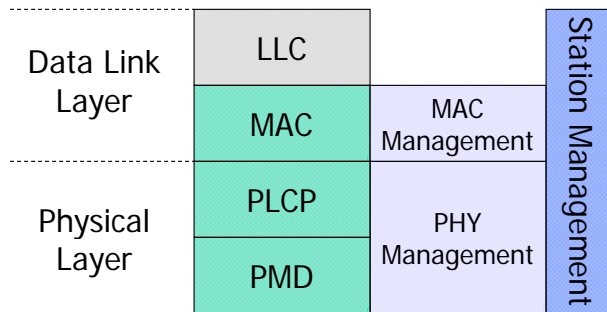 Data Link
Layer
LLC
MAC
MAC
Management
Physical
Layer
PLCP
PMD
PHY
Management
Station Management